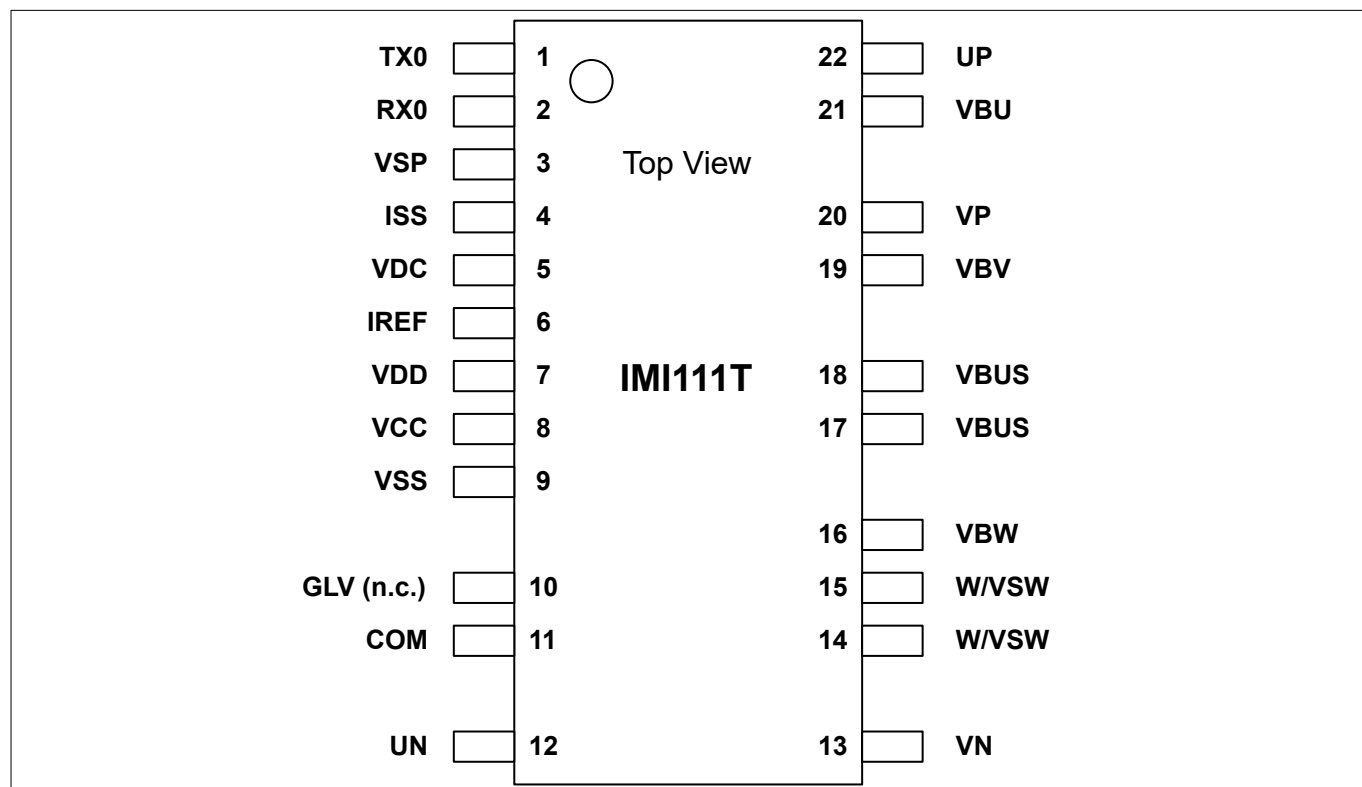 TX0 1 22 UP
RX0 2 21 VBU
VSP 3 Top View
ISS 4 20 VP
VDC 5 19 VBV
IREF 6
VDD 7 IMI111T 18 VBUS
VCC 8 17 VBUS
VSS 9
16 VBW
GLV (n.c.) 10 15 W/VSW
COM 11 14 W/VSW
UN 12 13 VN